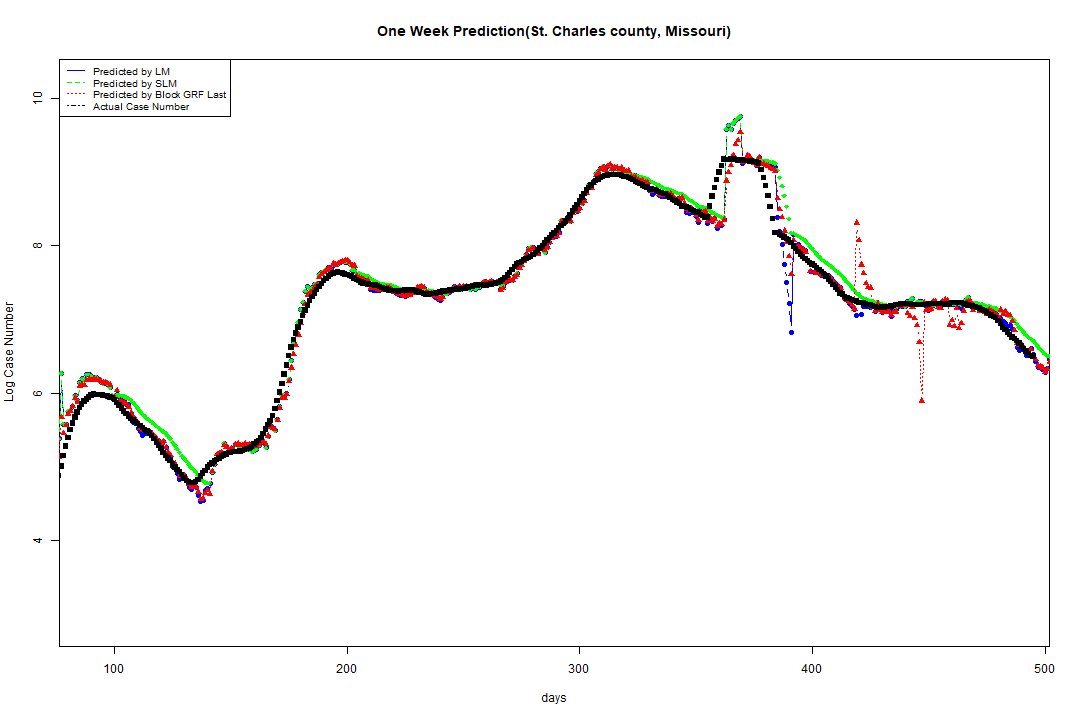 One Week Prediction(St. Charles county, Missouri)
Predicted by LM
Predicted by SLM
Predicted by Block GRF Last
Actual Case Number
10
8
6
4
Log Case Number
100 200 300 400 500
days